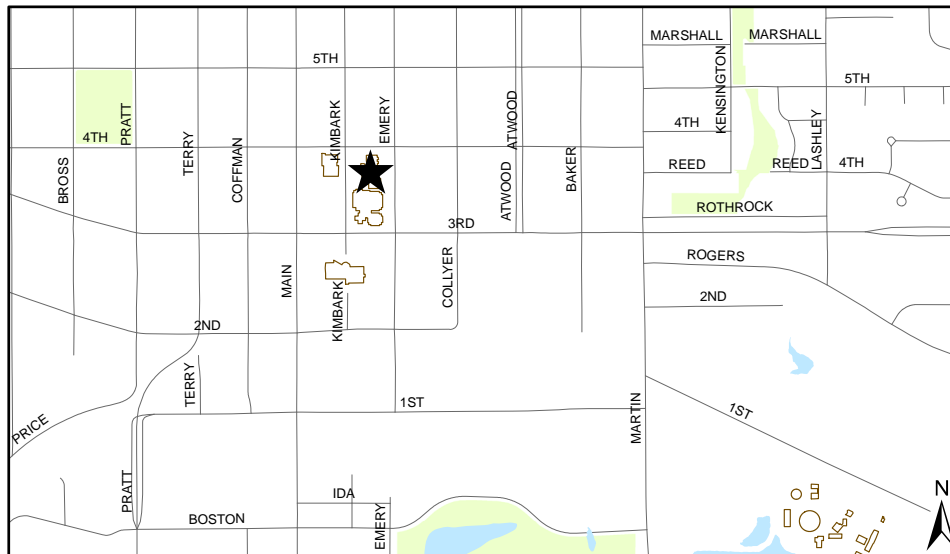 MARSHALL
MARSHALL
5TH
KENSINGTON
5TH
PRATT
4TH
KIMBARK
EMERY
ATWOOD
4TH
LASHLEY
BROSS
TERRY
COFFMAN
ATWOOD
BAKER
REED
REED
4TH
ROTHROCK
3RD
ROGERS
MAIN
KIMBARK
COLLYER
2ND
2ND
TERRY
1ST
MARTIN
1ST
PRICE
PRATT
IDA
BOSTON
EMERY
N